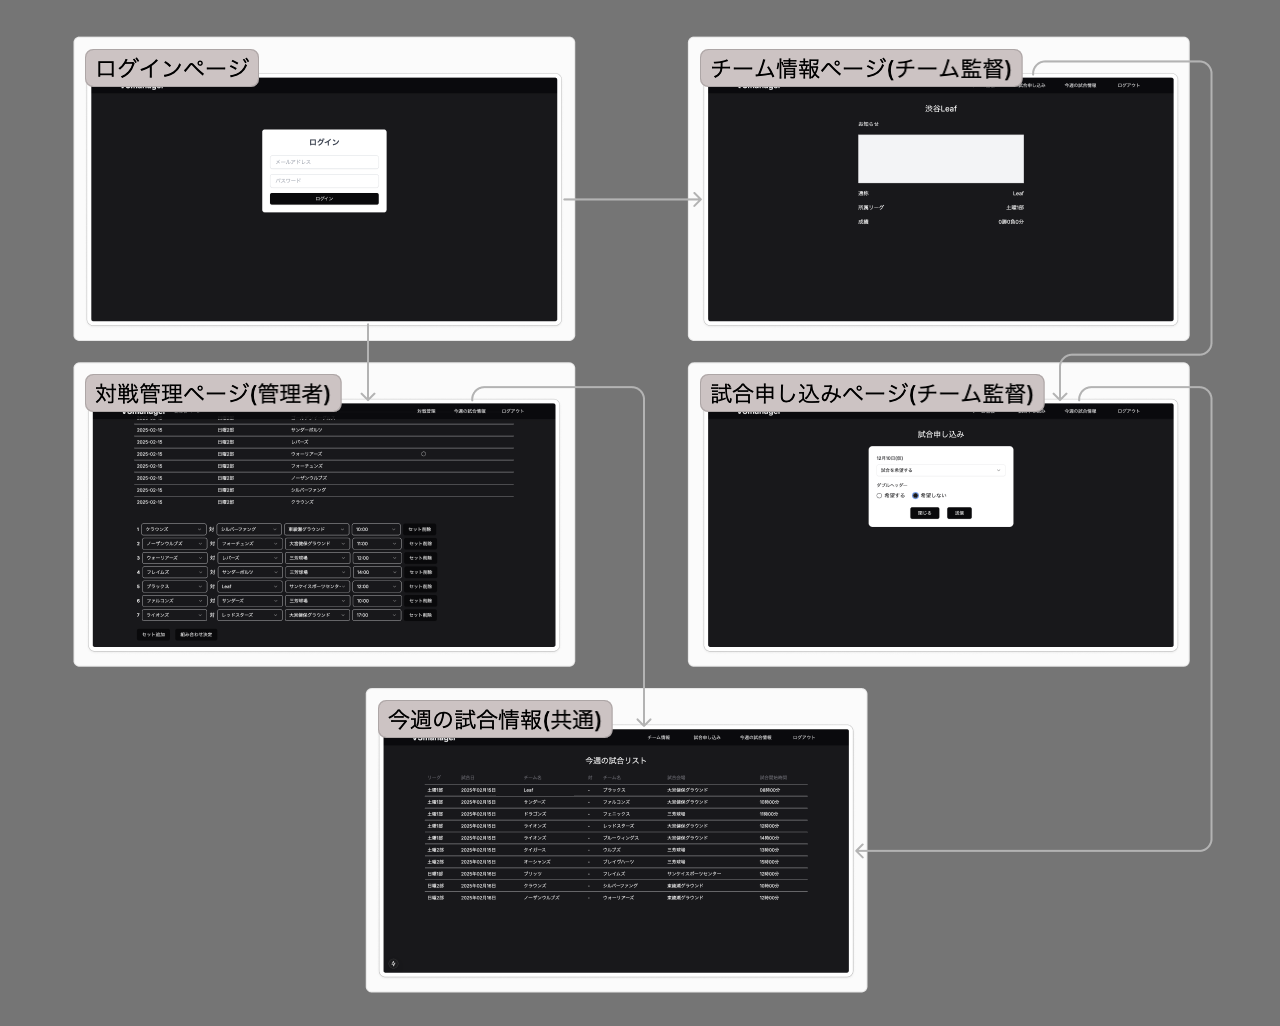 ログインページ
ログイン
メールアドレス
パスワード
ログイン
チーム情報ページ(チーム監督)
今週の試合情報
ログアウト
渋谷Leaf
お知らせ
通称
Leaf
所属リーグ
土曜1部
成績
0勝0負0分
対戦管理ページ(管理者)
対戦管理
今週の試合情報
ログアウト
2025-02-15 日曜2部 サンダーボルツ
2025-02-15 日曜2部 レパーズ
2025-02-15 日曜2部 ウォーリアーズ ○
2025-02-15 日曜2部 フォーチュンズ
2025-02-15 日曜2部 ノーザンウルブズ
2025-02-15 日曜2部 シルバーファング
2025-02-15 日曜2部 クラウンズ
1 クラウンズ 対 シルバーファング 東綾瀬グラウンド 10:00 セット削除
2 ノーザンウルブズ 対 フォーチュンズ 大宮健保グラウンド 11:00 セット削除
3 ウォーリアーズ 対 レパーズ 三芳球場 12:00 セット削除
4 フレイムズ 対 サンダーボルツ 三芳球場 14:00 セット削除
5 ブラックス 対 Leaf サンケイスポーツセンター 12:00 セット削除
6 ファルコンズ 対 サンダーズ 三芳球場 10:00 セット削除
7 ライオンズ 対 レッドスターズ 大宮健保グラウンド 17:00 セット削除
セット追加
組み合わせ決定
試合申し込みページ(チーム監督)
今週の試合情報
ログアウト
試合申し込み
12月10日(日)
試合を希望する
ダブルヘッダー
希望する
希望しない
閉じる
送信
今週の試合情報(共通)
チーム情報
試合申し込み
今週の試合情報
ログアウト
今週の試合リスト
リーグ 試合日 チーム名 対 チーム名 試合会場 試合開始時間
土曜1部 2025年02月15日 Leaf - ブラックス 大宮健保グラウンド 08時00分
土曜1部 2025年02月15日 サンダーズ - ファルコンズ 大宮健保グラウンド 10時00分
土曜1部 2025年02月15日 ドラゴンズ - フェニックス 三芳球場 11時00分
土曜1部 2025年02月15日 ライオンズ - レッドスターズ 大宮健保グラウンド 12時00分
土曜1部 2025年02月15日 ライオンズ - ブルーウィングス 大宮健保グラウンド 14時00分
土曜2部 2025年02月15日 タイガース - ウルブズ 三芳球場 13時00分
土曜2部 2025年02月15日 オーシャンズ - ブレイヴハーツ 三芳球場 15時00分
日曜1部 2025年02月16日 ブリッツ - フレイムズ サンケイスポーツセンター 12時00分
日曜2部 2025年02月16日 クラウンズ - シルバーファング 東綾瀬グラウンド 10時00分
日曜2部 2025年02月16日 ノーザンウルブズ - ウォーリアーズ 東綾瀬グラウンド 12時00分